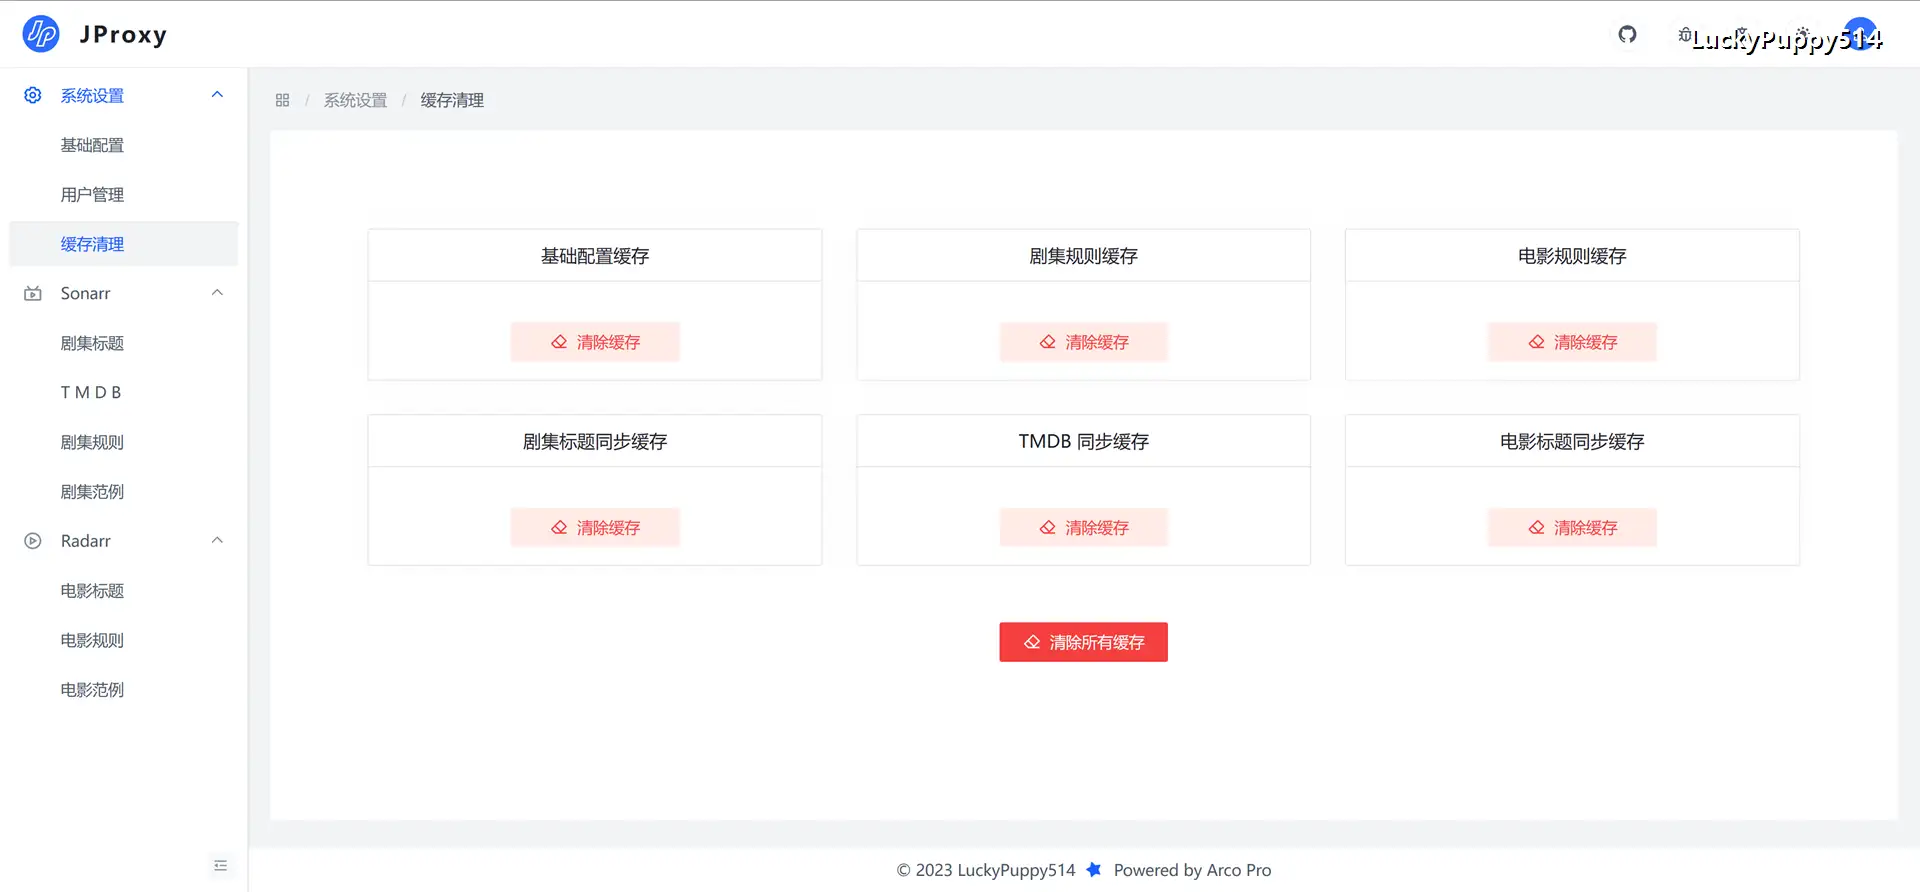 JProxy
LuckyPuppy514
系统设置
基础配置
用户管理
缓存清理
Sonarr
剧集标题
T M D B
剧集规则
剧集范例
Radarr
电影标题
电影规则
电影范例
/ 系统设置 / 缓存清理
基础配置缓存
清除缓存
剧集规则缓存
清除缓存
电影规则缓存
清除缓存
剧集标题同步缓存
清除缓存
TMDB 同步缓存
清除缓存
电影标题同步缓存
清除缓存
清除所有缓存
© 2023 LuckyPuppy514 Powered by Arco Pro